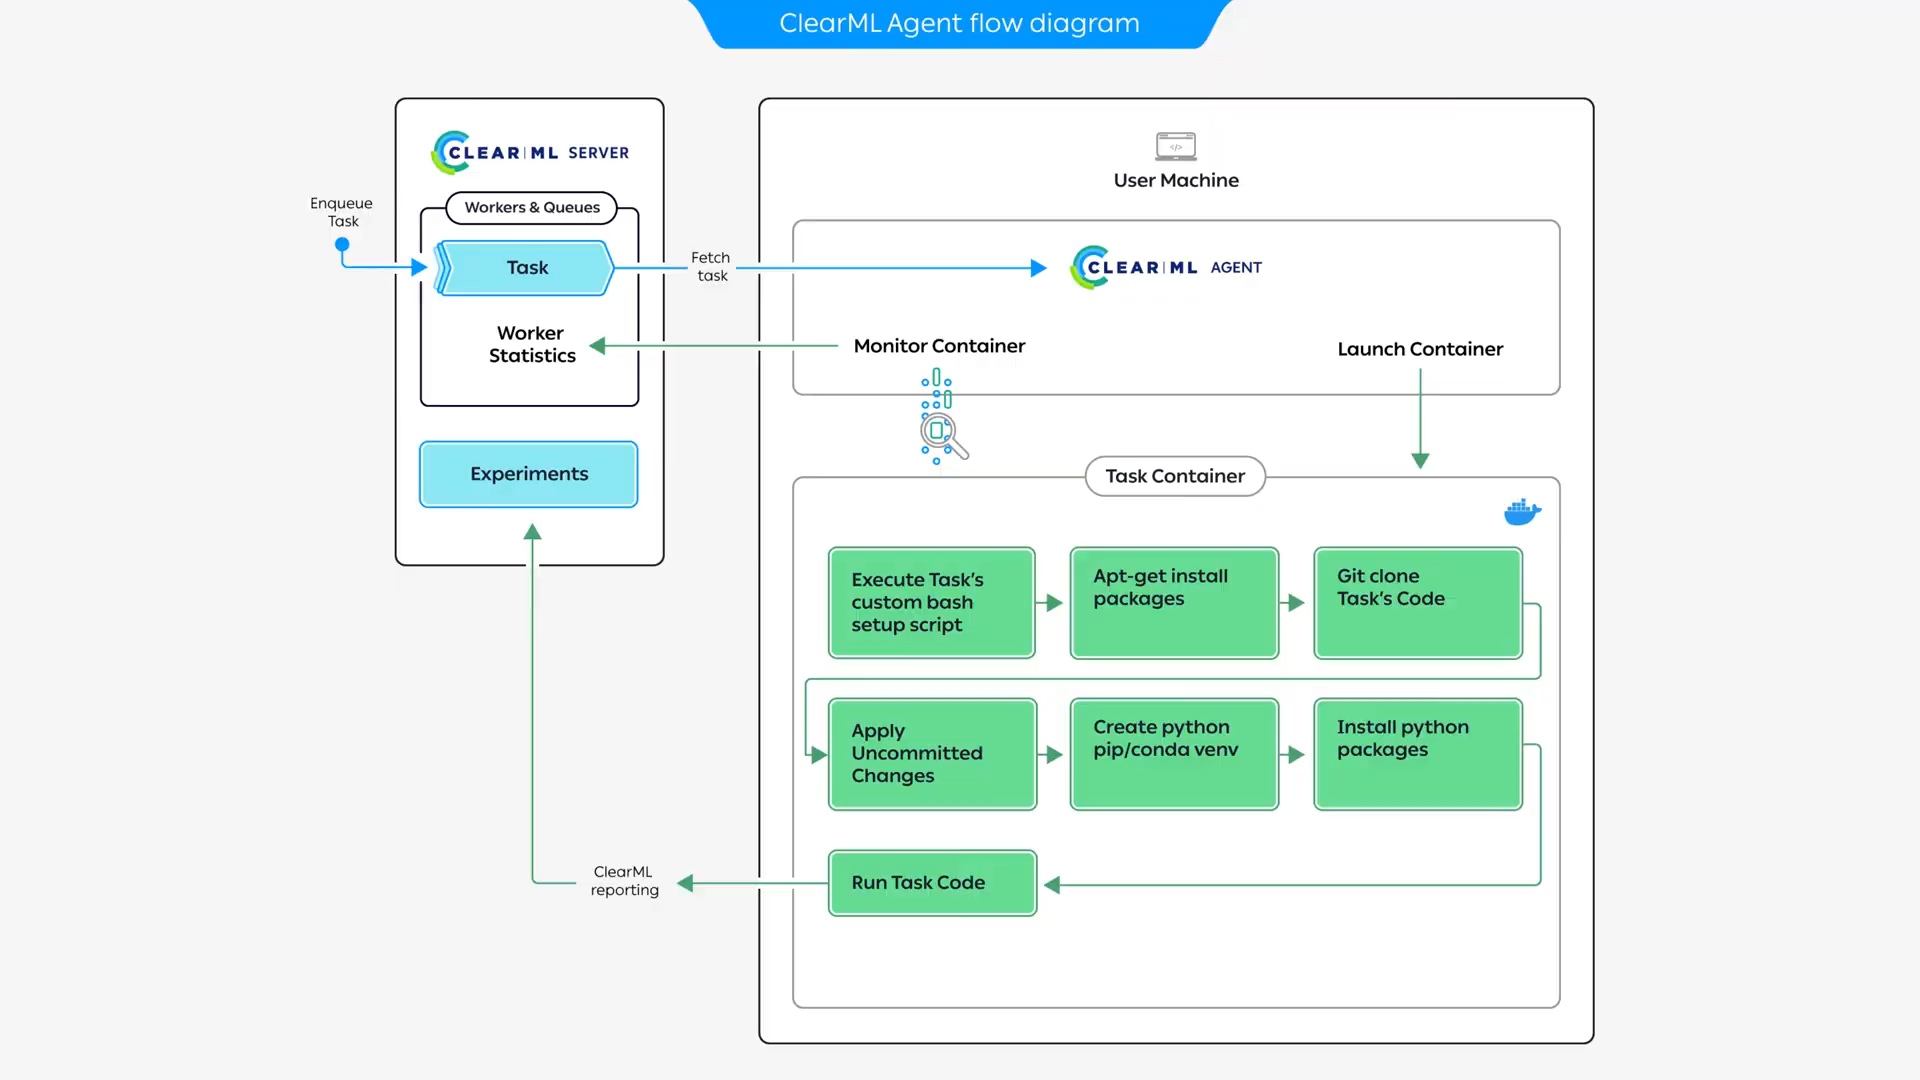 ClearML Agent flow diagram
CLEAR|ML SERVER
Workers & Queues
Enqueue
Task
Task
Fetch
task
Worker
Statistics
Experiments
User Machine
</>
CLEAR|ML AGENT
Monitor Container
Launch Container
Task Container
Execute Task's
custom bash
setup script
Apt-get install
packages
Git clone
Task's Code
Apply
Uncommitted
Changes
Create python
pip/conda venv
Install python
packages
Run Task Code
ClearML
reporting